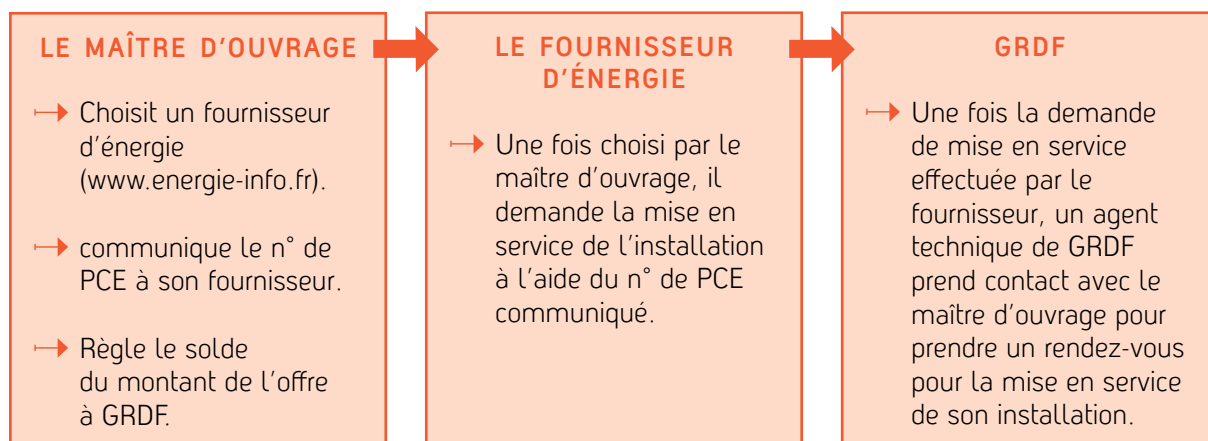 LE MAÎTRE D'OUVRAGE
Choisit un fournisseur
d'énergie
(www.energie-info.fr).
communique le n° de
PCE à son fournisseur.
Règle le solde
du montant de l'offre
à GRDF.
LE FOURNISSEUR
D'ÉNERGIE
Une fois choisi par le
maître d'ouvrage, il
demande la mise en
service de l'installation
à l'aide du n° de PCE
communiqué.
GRDF
Une fois la demande
de mise en service
effectuée par le
fournisseur, un agent
technique de GRDF
prend contact avec le
maître d'ouvrage pour
prendre un rendez-vous
pour la mise en service
de son installation.